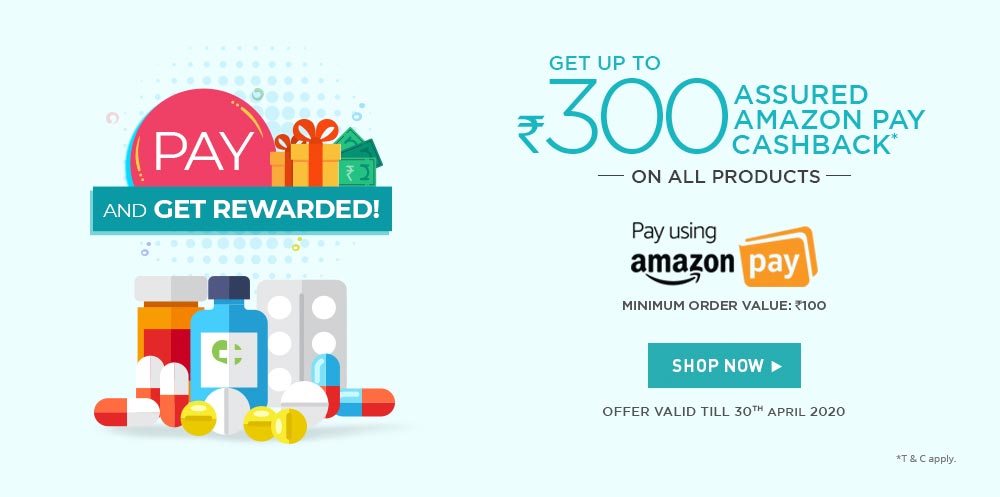 PAY
AND GET REWARDED!
GET UP TO
₹300
ASSURED
AMAZON PAY
CASHBACK*
ON ALL PRODUCTS
Pay using
amazon pay
MINIMUM ORDER VALUE: ₹100
SHOP NOW ▶
OFFER VALID TILL 30TH APRIL 2020
*T & C apply.